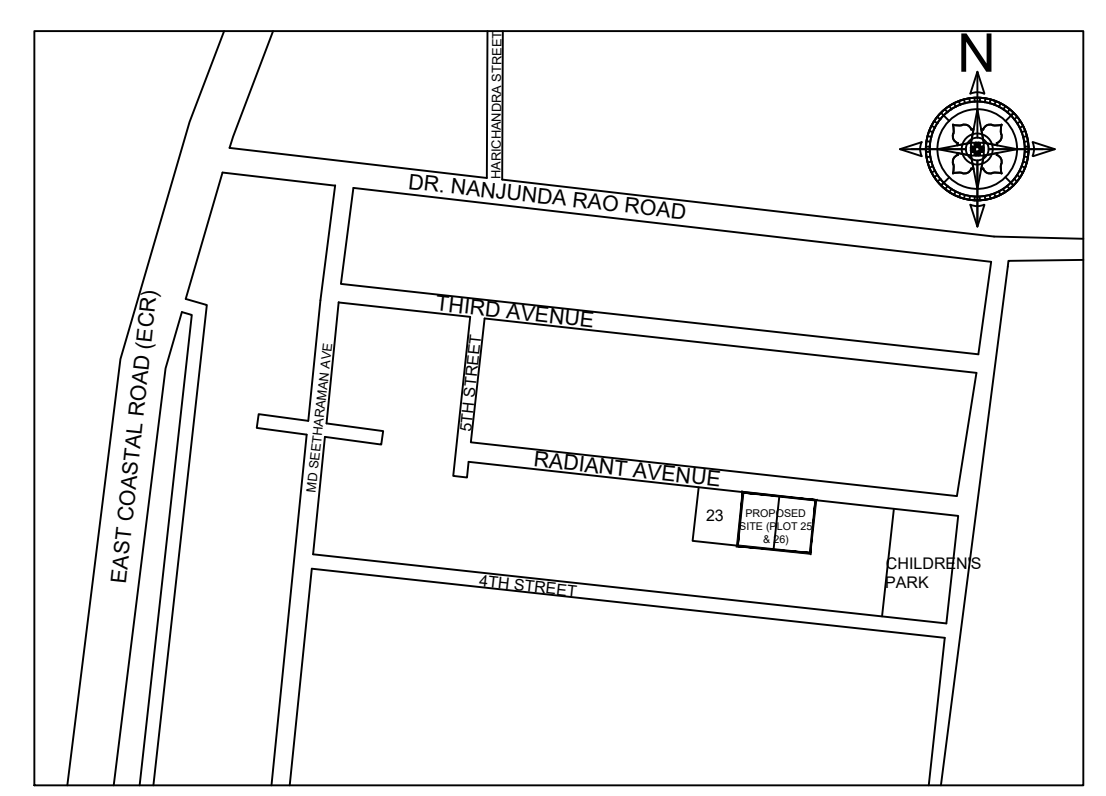 N
HARICHANDRA STREET
DR. NANJUNDA RAO ROAD
THIRD AVENUE
5TH STREET
MD SEETHARAMAN AVE
EAST COASTAL ROAD (ECR)
RADIANT AVENUE
23
PROPOSED
SITE (PLOT 25
& 26)
CHILDREN'S
PARK
4TH STREET